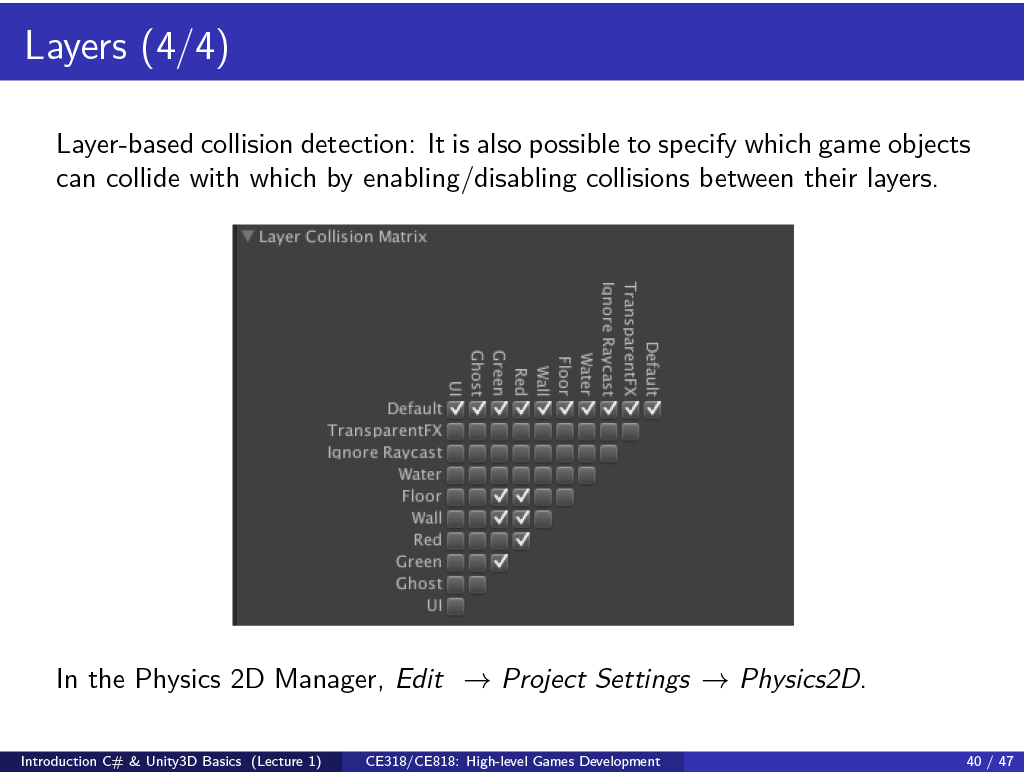 Layers (4/4)
Layer-based collision detection: It is also possible to specify which game objects
can collide with which by enabling/disabling collisions between their layers.
Layer Collision Matrix
UI
Ghost
Green
Red
Wall
Floor
Water
Ignore Raycast
TransparentFX
Default
Default
TransparentFX
Ignore Raycast
Water
Floor
Wall
Red
Green
Ghost
UI
In the Physics 2D Manager, Edit → Project Settings → Physics2D.
Introduction C# & Unity3D Basics (Lecture 1) CE318/CE818: High-level Games Development 40 / 47